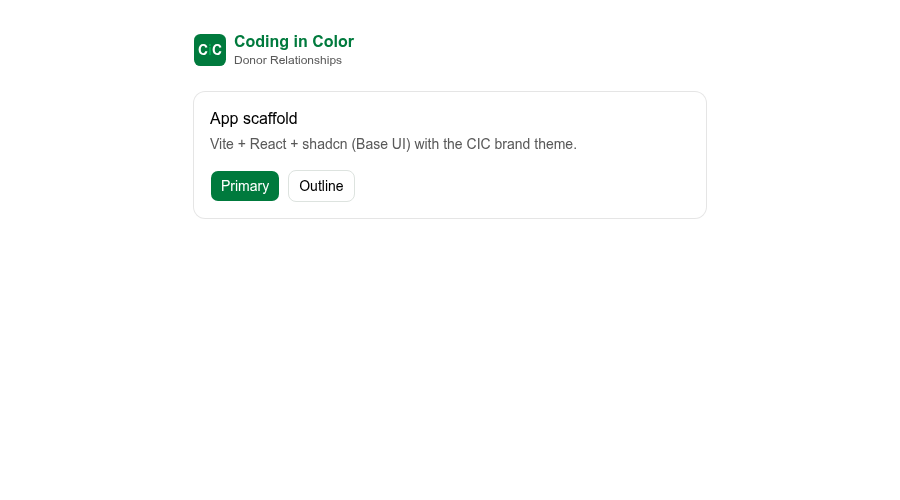 CIC
Coding in Color
Donor Relationships
App scaffold
Vite + React + shadcn (Base UI) with the CIC brand theme.
Primary
Outline